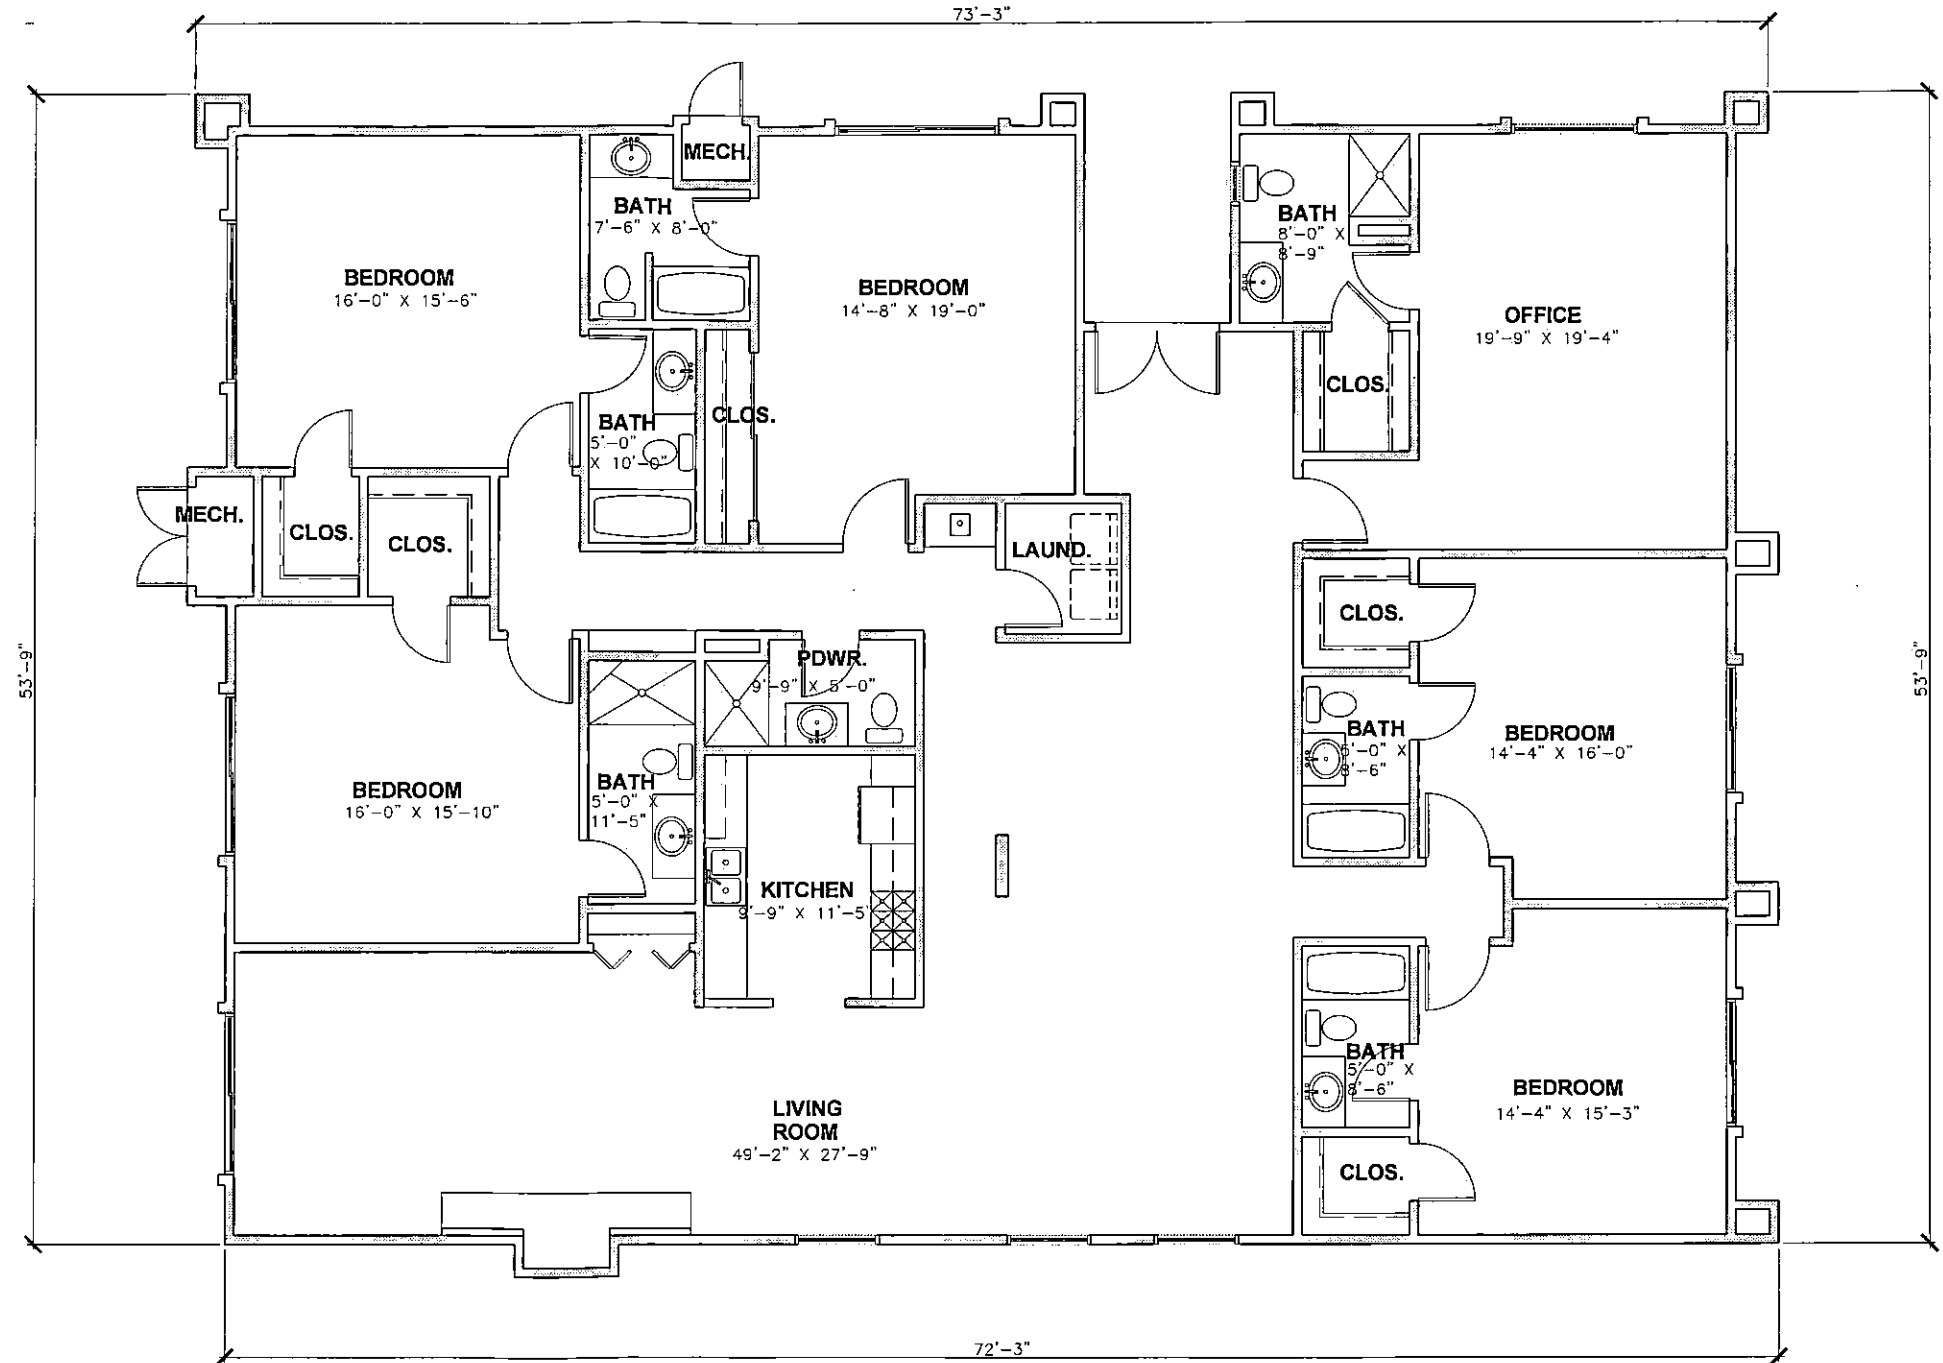 73'-3"
MECH.
BATH
7'-6" X 8'-0"
BATH
8'-0" X
8'-9"
BEDROOM
16'-0" X 15'-6"
BEDROOM
14'-8" X 19'-0"
OFFICE
19'-9" X 19'-4"
CLOS.
CLOS.
BATH
5'-0"
X 10'-0"
MECH.
CLOS.
CLOS.
LAUND.
CLOS.
53'-9"
53'-9"
PDWR.
9'-9" X 5'-0"
BATH
5'-0" X
8'-6"
BEDROOM
14'-4" X 16'-0"
BEDROOM
16'-0" X 15'-10"
BATH
5'-0" X
11'-5"
KITCHEN
9'-9" X 11'-5"
BATH
5'-0" X
8'-6"
BEDROOM
14'-4" X 15'-3"
LIVING
ROOM
49'-2" X 27'-9"
CLOS.
72'-3"